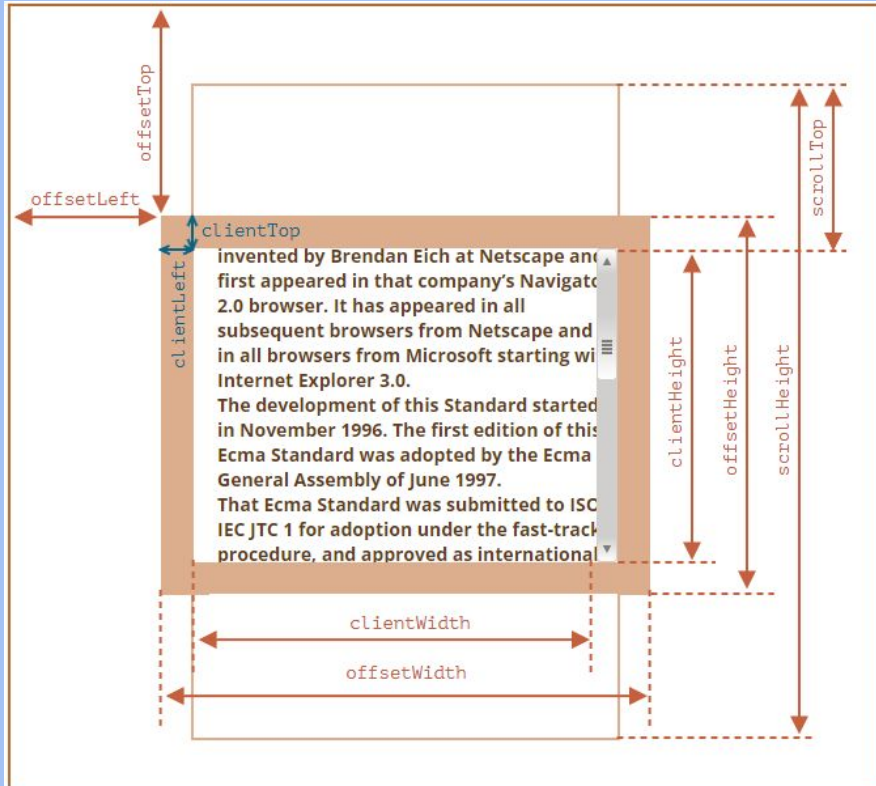 offsetTop
offsetLeft
scrollTop
clientTop
clientLeft
invented by Brendan Eich at Netscape and
first appeared in that company’s Navigato
2.0 browser. It has appeared in all
subsequent browsers from Netscape and
in all browsers from Microsoft starting wi
Internet Explorer 3.0.
The development of this Standard started
in November 1996. The first edition of this
Ecma Standard was adopted by the Ecma
General Assembly of June 1997.
That Ecma Standard was submitted to ISO
IEC JTC 1 for adoption under the fast-track
procedure, and approved as international
clientHeight
offsetHeight
scrollHeight
clientWidth
offsetWidth